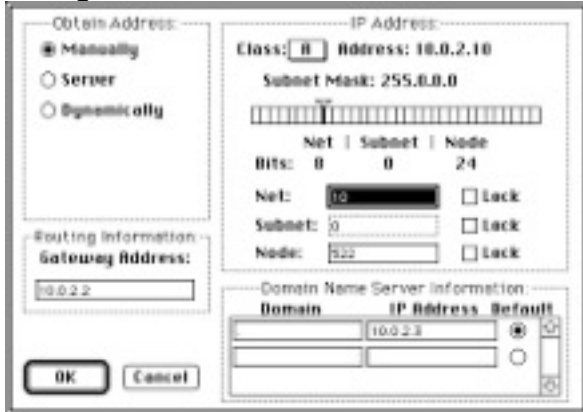 Obtain Address:
Manually
Server
Dynamically
Routing Information:
Gateway Address:
10.0.2.2
OK
Cancel
IP Address:
Class: A Address: 10.0.2.10
Subnet Mask: 255.0.0.0
Net | Subnet | Node
Bits: 8 0 24
Net: 10 Lock
Subnet: 0 Lock
Node: 522 Lock
Domain Name Server Information:
Domain IP Address Default
. 10.0.2.3